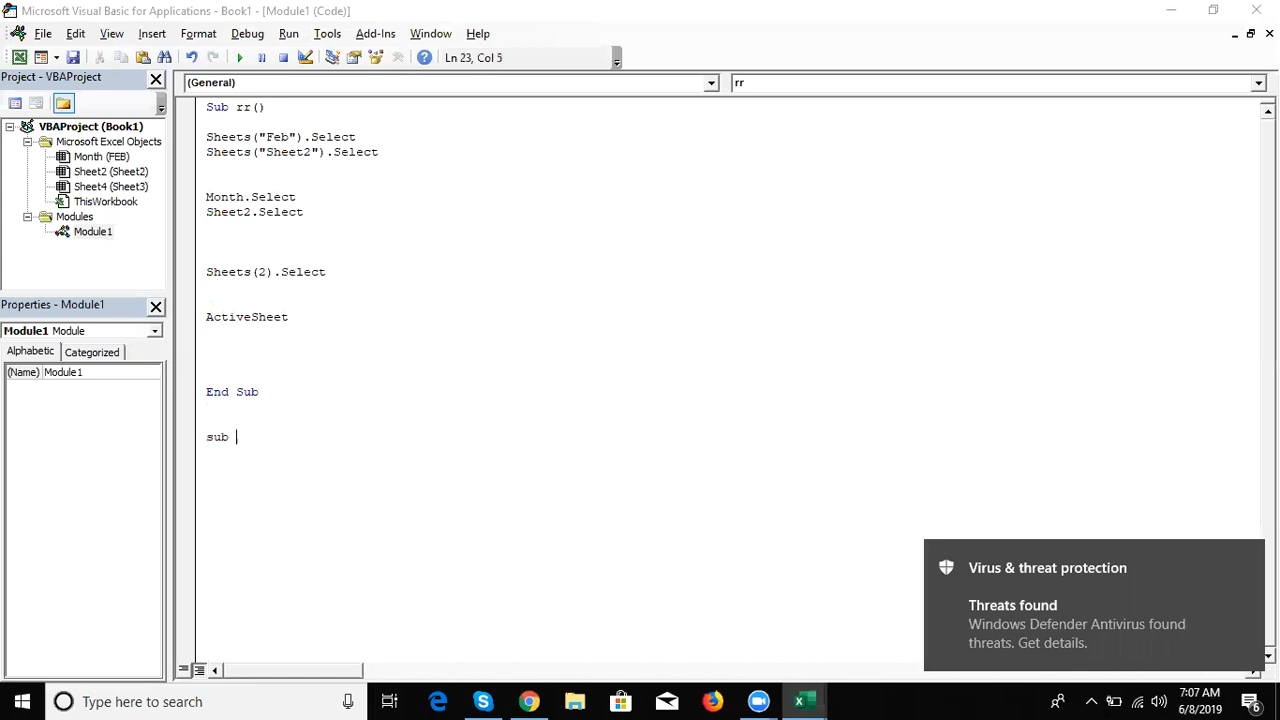 Microsoft Visual Basic for Applications - Book1 - [Module1 (Code)]
File Edit View Insert Format Debug Run Tools Add-Ins Window Help
Ln 23, Col 5
Project - VBAProject
(General)
rr
VBAProject (Book1)
Microsoft Excel Objects
Month (FEB)
Sheet2 (Sheet2)
Sheet4 (Sheet3)
ThisWorkbook
Modules
Module1
Properties - Module1
Module1 Module
Alphabetic Categorized
(Name) Module1
Sub rr()
Sheets("Feb").Select
Sheets("Sheet2").Select
Month.Select
Sheet2.Select
Sheets(2).Select
ActiveSheet
End Sub
sub
Virus & threat protection
Threats found
Windows Defender Antivirus found
threats. Get details.
Type here to search
7:07 AM
6/8/2019
6